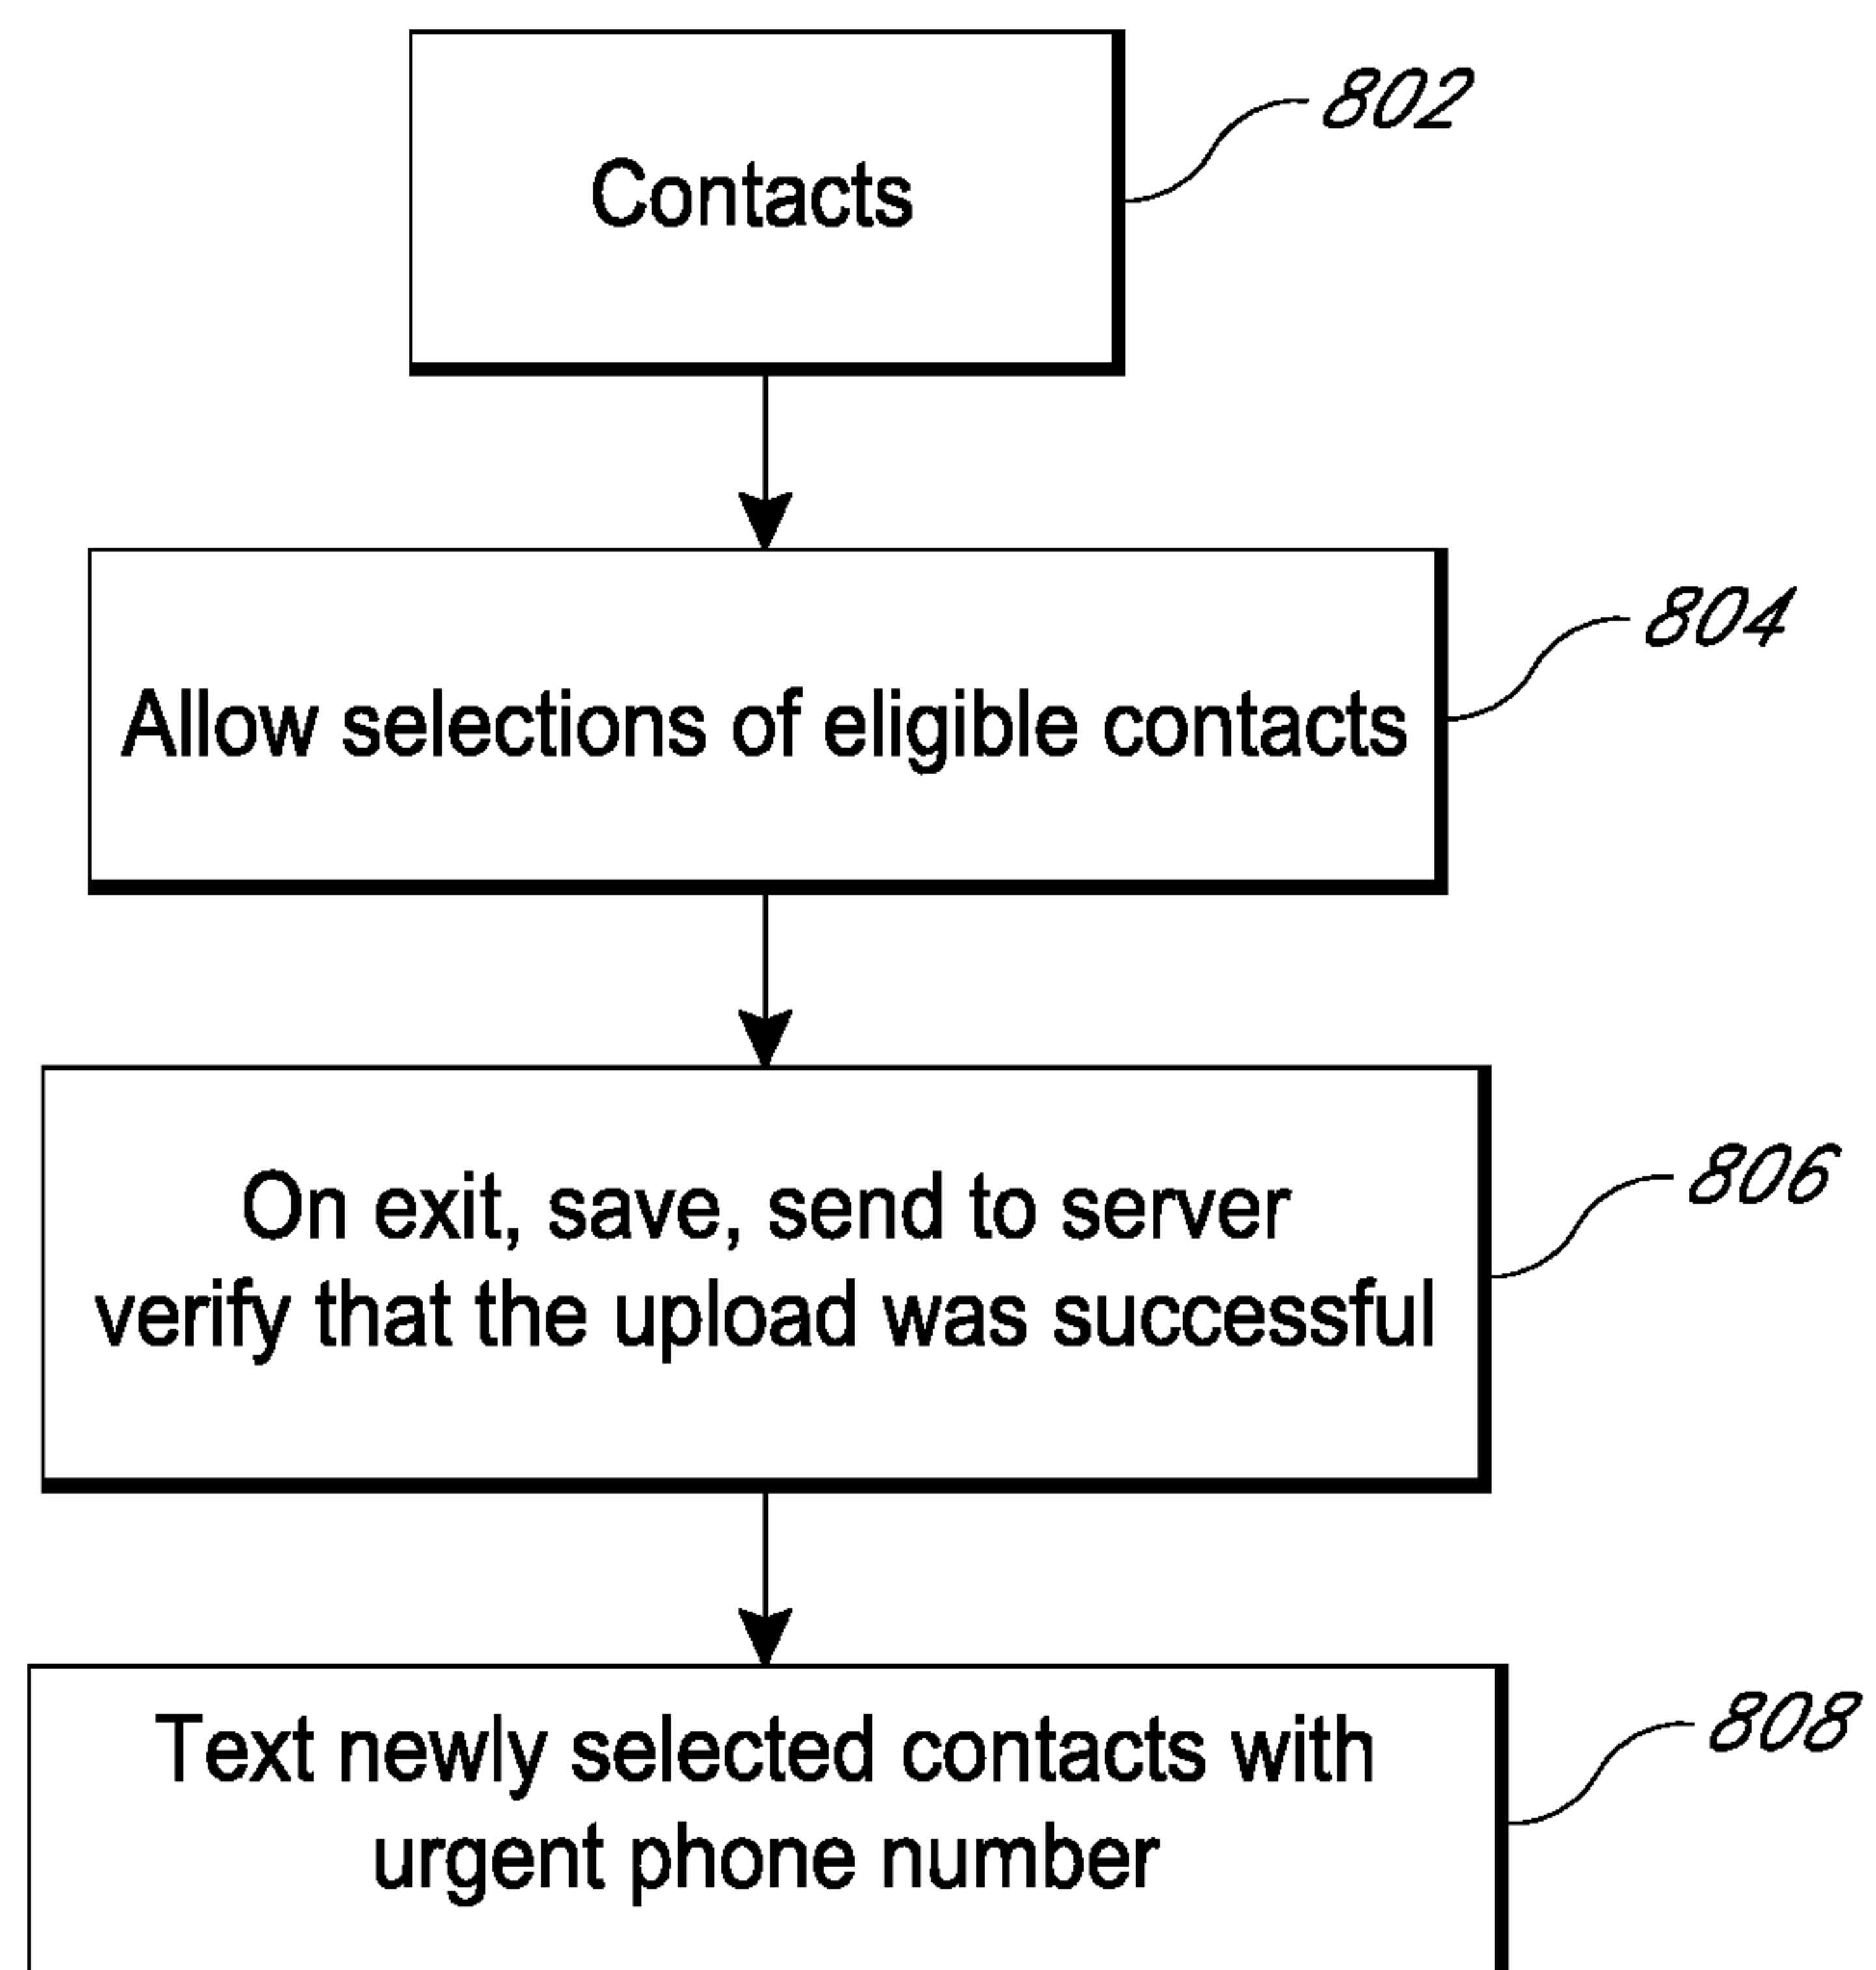 Contacts
802
Allow selections of eligible contacts
804
On exit, save, send to server
verify that the upload was successful
806
Text newly selected contacts with
urgent phone number
808